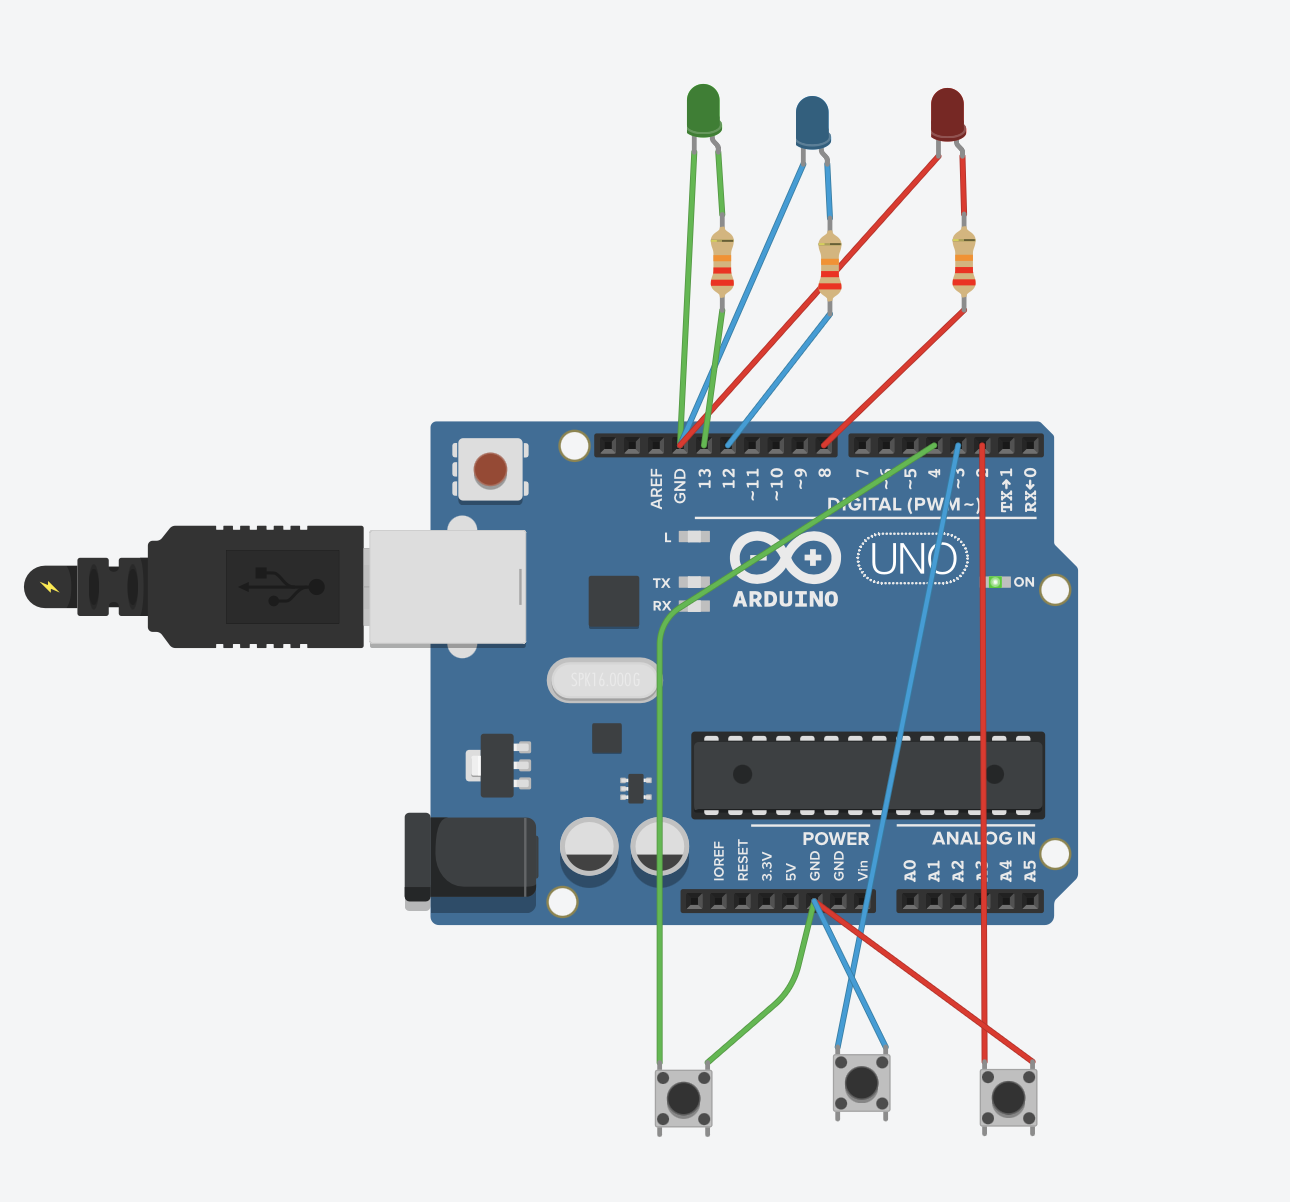 AREF
GND
13
12
~11
~10
~9
8
7
~6
~5
4
~3
2
TX→1
RX←0
DIGITAL (PWM~)
L
TX
RX
ARDUINO
UNO
ON
SPK16.000G
POWER
ANALOG IN
IOREF
RESET
3.3V
5V
GND
GND
Vin
A0
A1
A2
A3
A4
A5